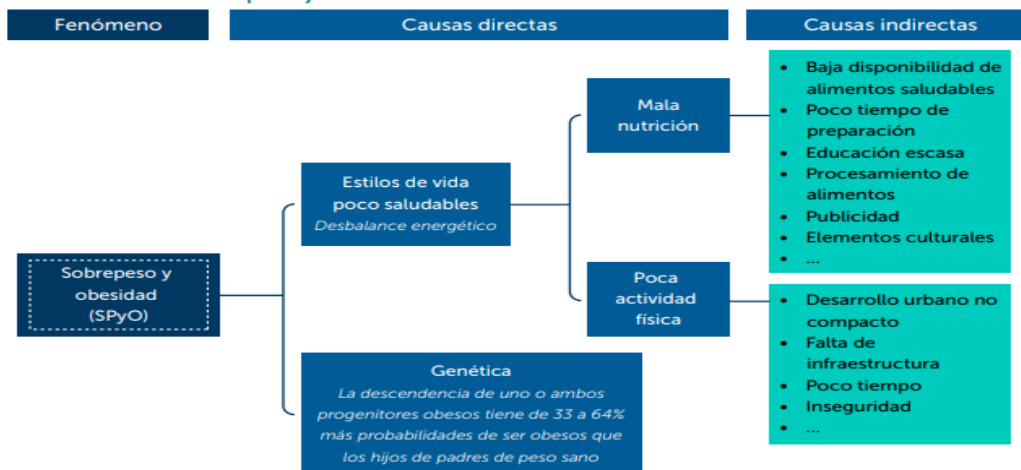 Fenómeno
Causas directas
Causas indirectas
Sobrepeso y
obesidad
(SPyO)
Estilos de vida
poco saludables
Desbalance energético
Genética
La descendencia de uno o ambos
progenitores obesos tiene de 33 a 64%
más probabilidades de ser obesos que
los hijos de padres de peso sano
Mala
nutrición
Poca
actividad
física
• Baja disponibilidad de
alimentos saludables
• Poco tiempo de
preparación
• Educación escasa
• Procesamiento de
alimentos
• Publicidad
• Elementos culturales
• ...
• Desarrollo urbano no
compacto
• Falta de
infraestructura
• Poco tiempo
• Inseguridad
• ...